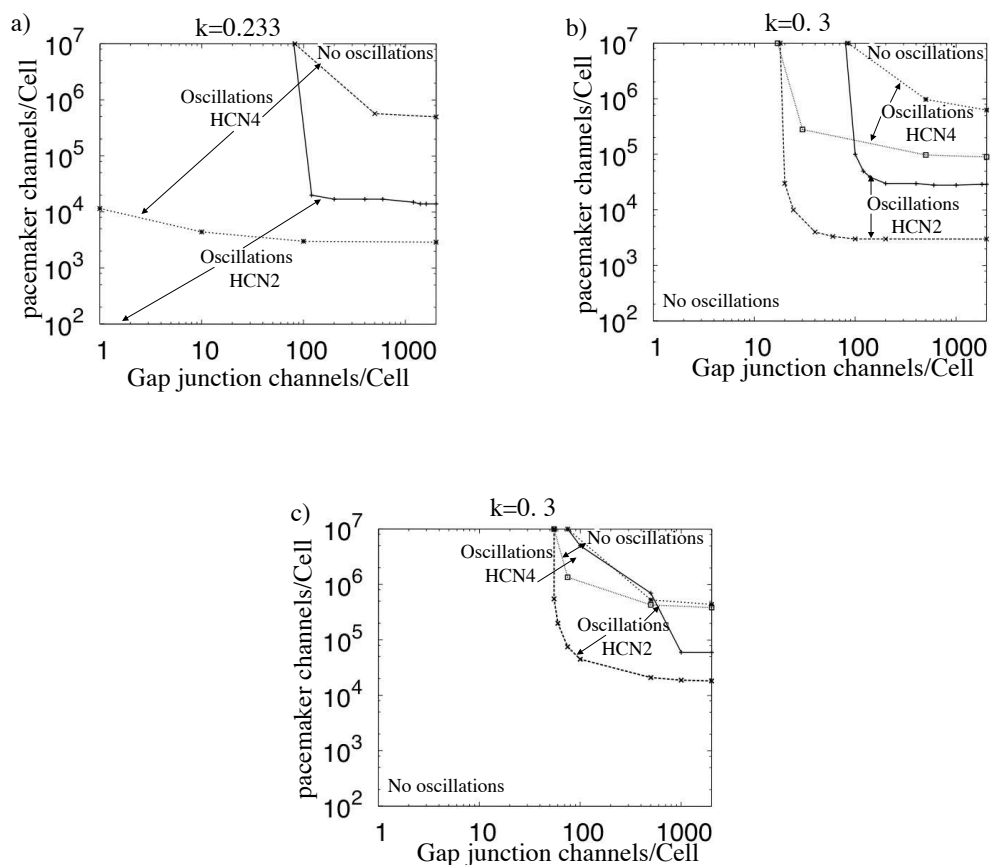 a)
k=0.233
pacemaker channels/Cell
10^7
10^6
10^5
10^4
10^3
10^2
No oscillations
Oscillations
HCN4
Oscillations
HCN2
1
10
100
1000
Gap junction channels/Cell
b)
k=0. 3
pacemaker channels/Cell
10^7
10^6
10^5
10^4
10^3
10^2
No oscillations
Oscillations
HCN4
Oscillations
HCN2
No oscillations
1
10
100
1000
Gap junction channels/Cell
c)
k=0. 3
pacemaker channels/Cell
10^7
10^6
10^5
10^4
10^3
10^2
No oscillations
Oscillations
HCN4
Oscillations
HCN2
No oscillations
1
10
100
1000
Gap junction channels/Cell